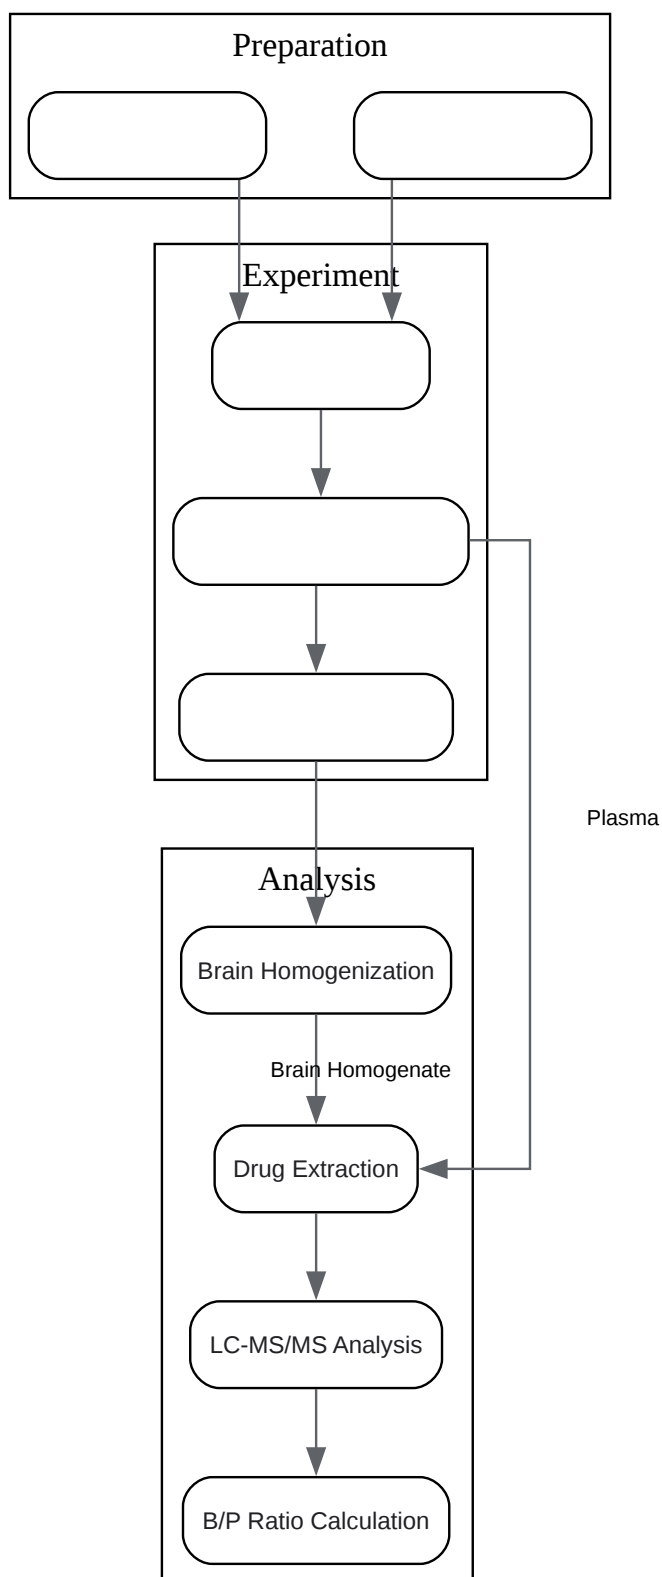 Preparation
Experiment
Plasma
Analysis
Brain Homogenization
Brain Homogenate
Drug Extraction
LC-MS/MS Analysis
B/P Ratio Calculation